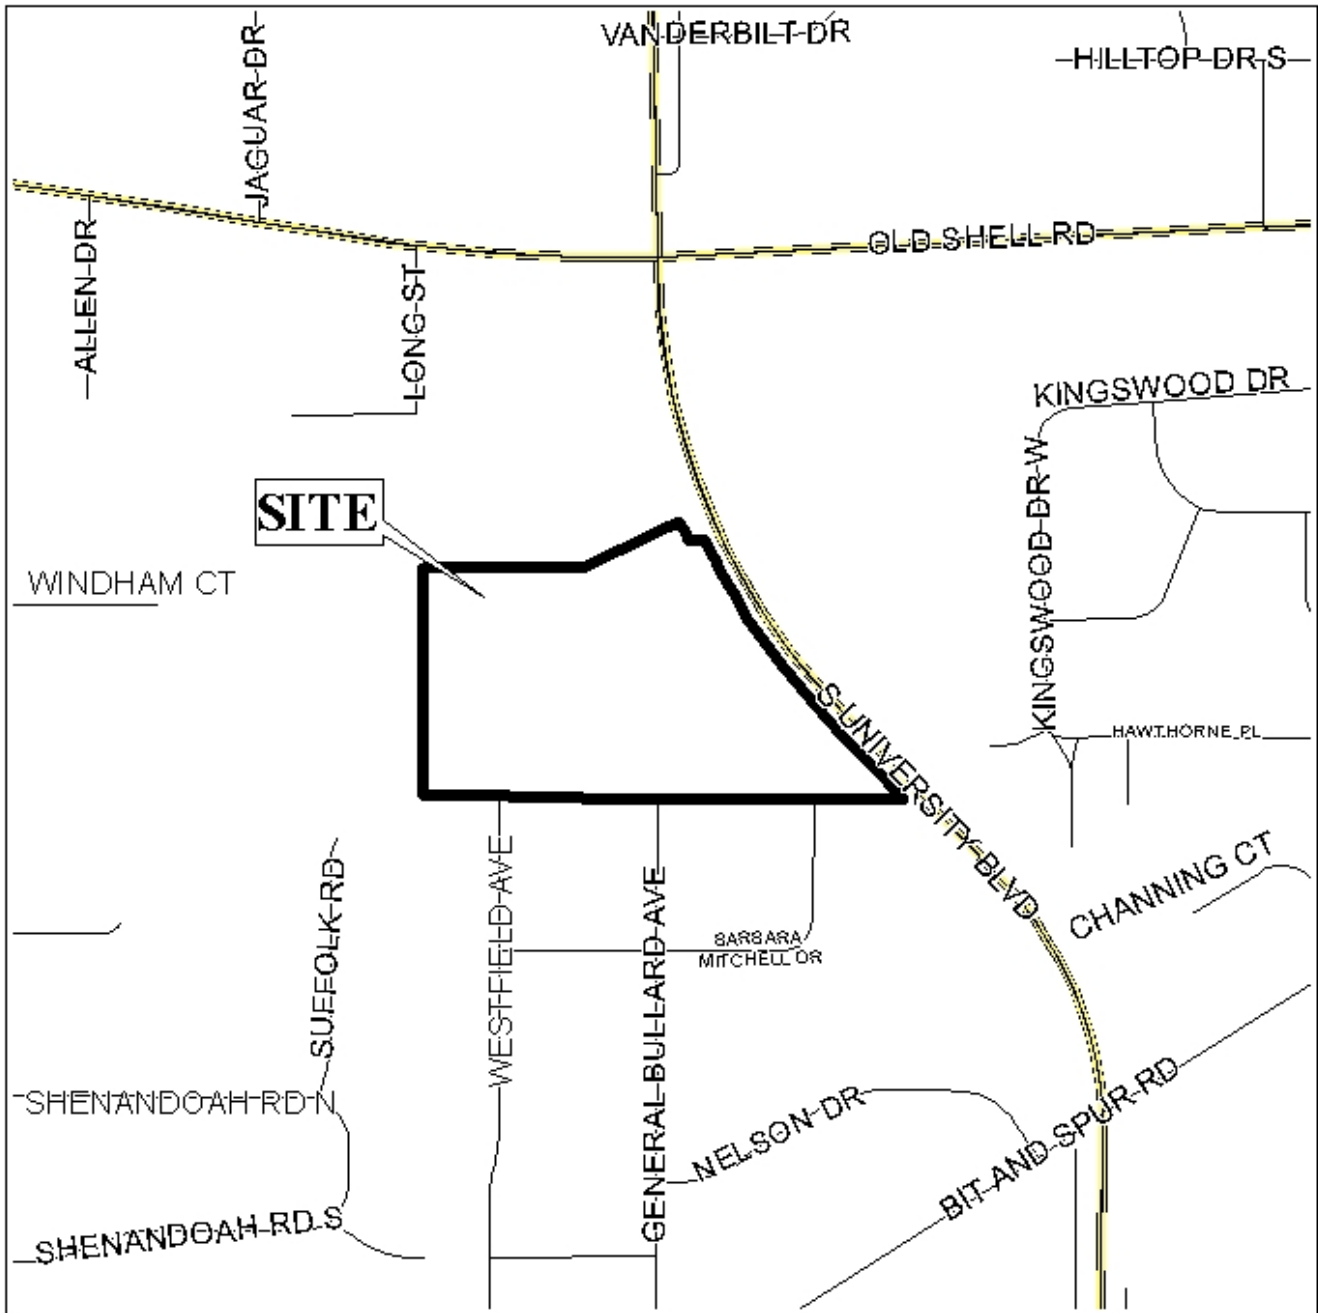 VANDERBILT DR
HILLTOP DR S
JAGUAR DR
OLD SHELL RD
ALLEN DR
LONG ST
KINGSWOOD DR
KINGSWOOD DR W
SITE
WINDHAM CT
S UNIVERSITY BLVD
HAWTHORNE PL
CHANNING CT
SUFFOLK RD
WESTFIELD AVE
GENERAL BULLARD AVE
BARBARA
MITCHELL DR
SHENANDOAH RD N
NELSON DR
BIT AND SPUR RD
SHENANDOAH RD S